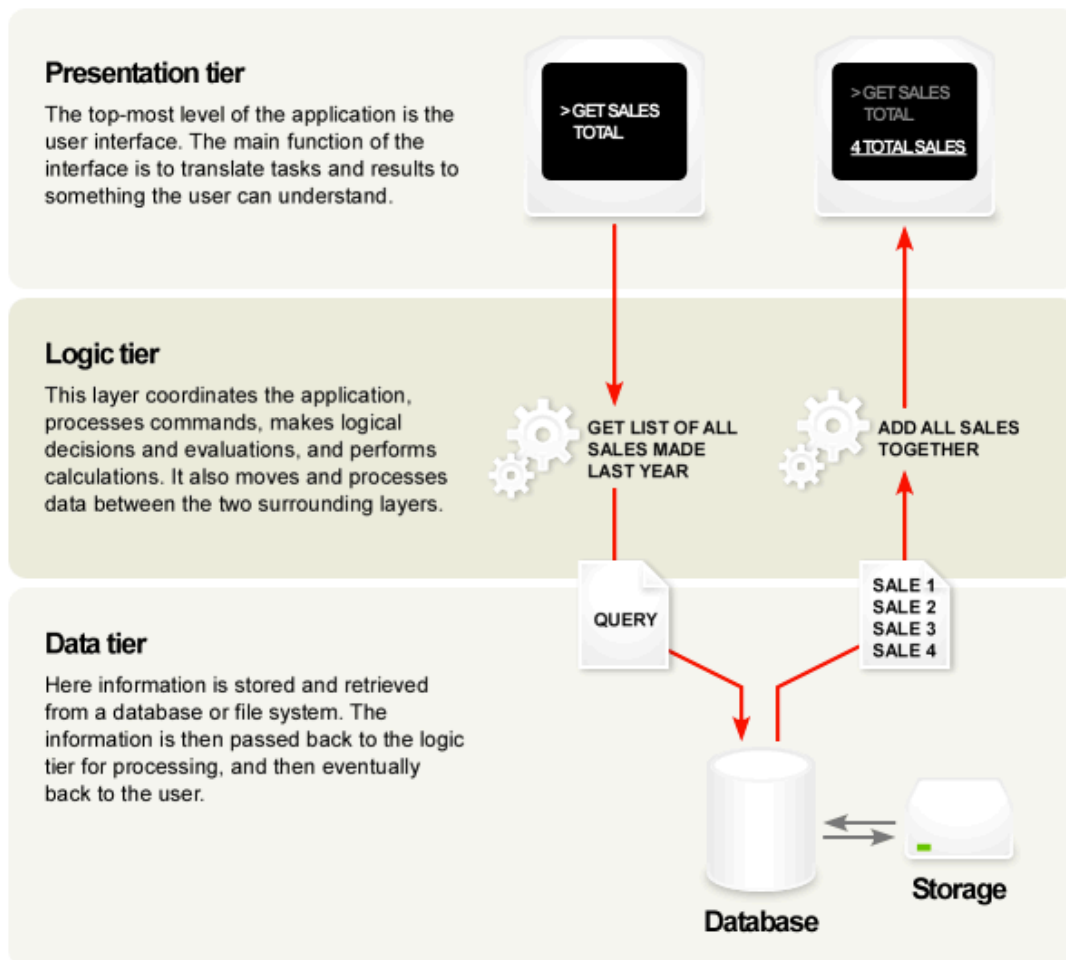 Presentation tier
The top-most level of the application is the
user interface. The main function of the
interface is to translate tasks and results to
something the user can understand.
>GET SALES
TOTAL
>GET SALES
TOTAL
4 TOTAL SALES
Logic tier
This layer coordinates the application,
processes commands, makes logical
decisions and evaluations, and performs
calculations. It also moves and processes
data between the two surrounding layers.
GET LIST OF ALL
SALES MADE
LAST YEAR
ADD ALL SALES
TOGETHER
Data tier
Here information is stored and retrieved
from a database or file system. The
information is then passed back to the logic
tier for processing, and then eventually
back to the user.
QUERY
SALE 1
SALE 2
SALE 3
SALE 4
Database
Storage